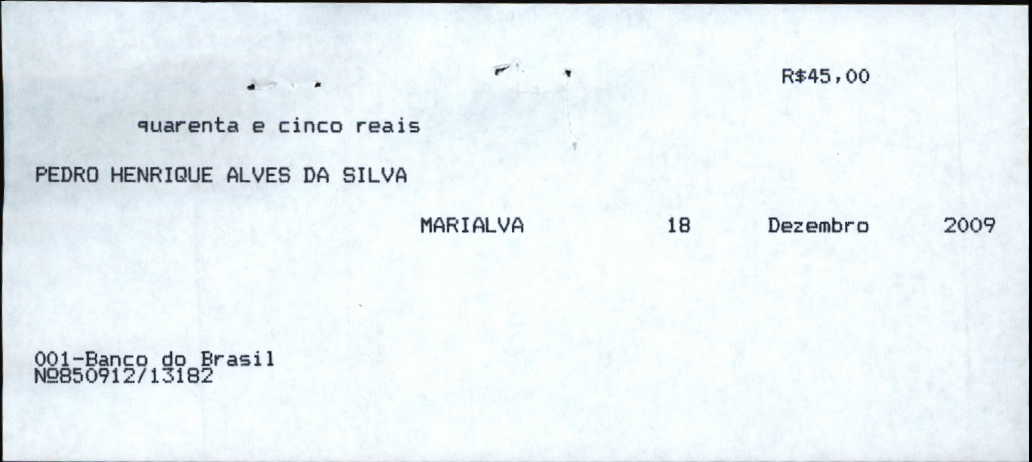 R$45,00
quarenta e cinco reais
PEDRO HENRIQUE ALVES DA SILVA
MARIALVA 18 Dezembro 2009
001-Banco do Brasil
Nº850912/13182